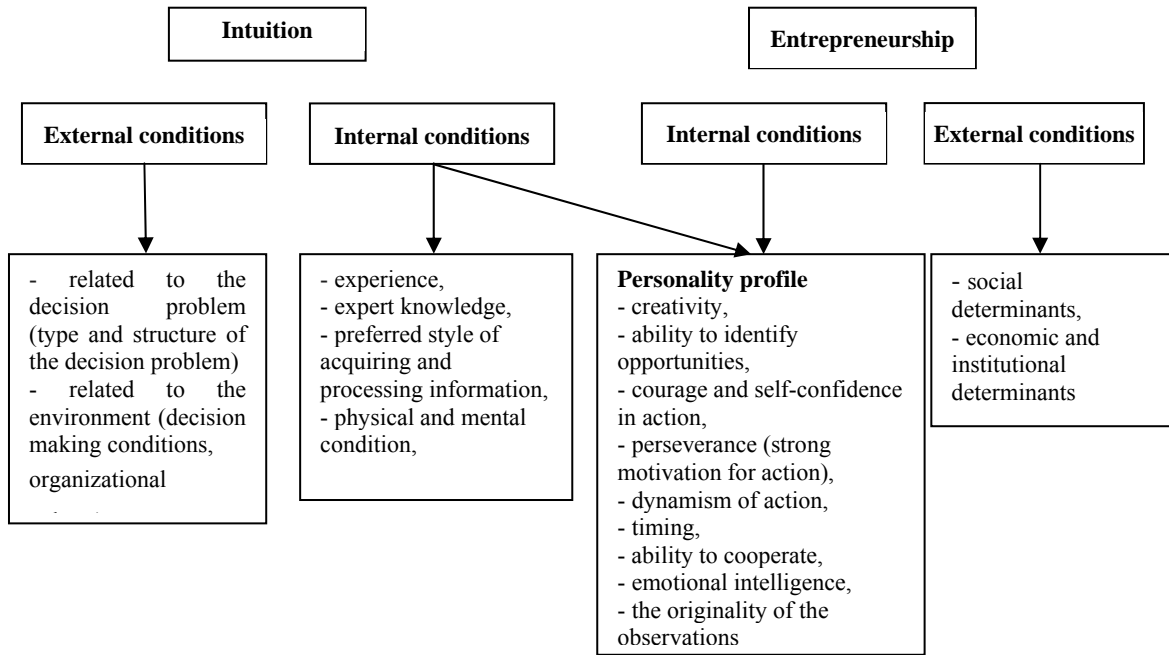 Intuition
Entrepreneurship
External conditions
Internal conditions
Internal conditions
External conditions
- related to the
decision problem
(type and structure of
the decision problem)
- related to the
environment (decision
making conditions,
organizational
- experience,
- expert knowledge,
- preferred style of
acquiring and
processing information,
- physical and mental
condition,
Personality profile
- creativity,
- ability to identify
opportunities,
- courage and self-confidence
in action,
- perseverance (strong
motivation for action),
- dynamism of action,
- timing,
- ability to cooperate,
- emotional intelligence,
- the originality of the
observations
- social
determinants,
- economic and
institutional
determinants